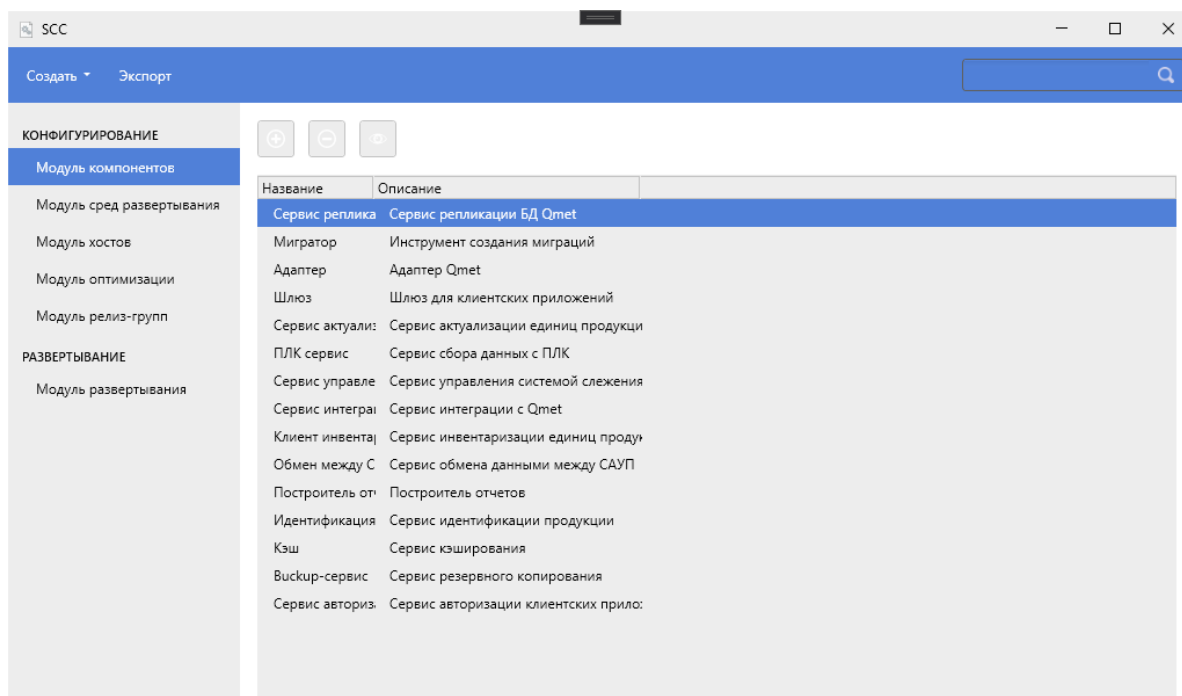 SCC
Создать Экспорт
КОНФИГУРИРОВАНИЕ
Модуль компонентов
Модуль сред развертывания
Модуль хостов
Модуль оптимизации
Модуль релиз-групп
РАЗВЕРТЫВАНИЕ
Модуль развертывания
Название Описание
Сервис реплика Сервис репликации БД Qmet
Мигратор Инструмент создания миграций
Адаптер Адаптер Qmet
Шлюз Шлюз для клиентских приложений
Сервис актуали Сервис актуализации единиц продукци
ПЛК сервис Сервис сбора данных с ПЛК
Сервис управле Сервис управления системой слежения
Сервис интегра Сервис интеграции с Qmet
Клиент инвента Сервис инвентаризации единиц проду
Обмен между С Сервис обмена данными между САУП
Построитель от Построитель отчетов
Идентификация Сервис идентификации продукции
Кэш Сервис кэширования
Buckup-сервис Сервис резервного копирования
Сервис авториз Сервис авторизации клиентских прило